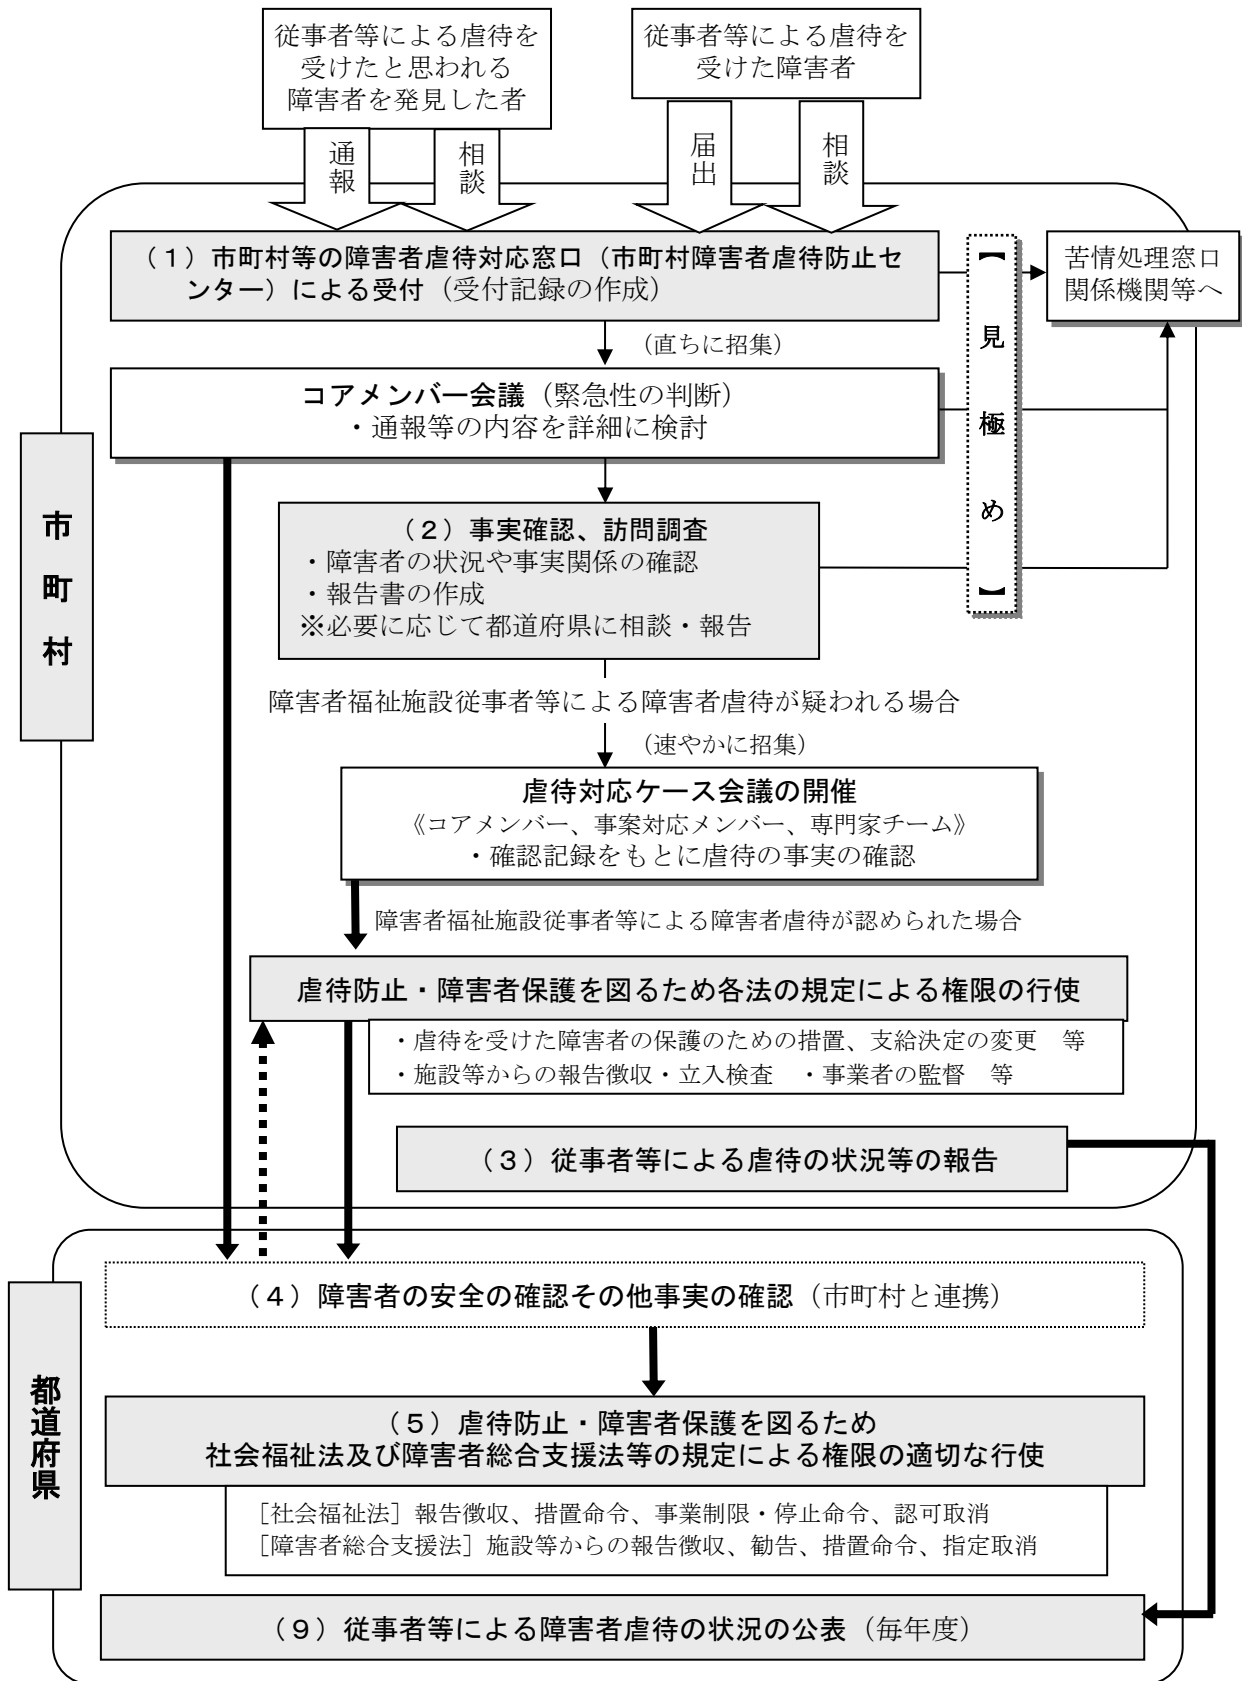 従事者等による虐待を
受けたと思われる
障害者を発見した者
従事者等による虐待を
受けた障害者
通報
相談
届出
相談
（１）市町村等の障害者虐待対応窓口（市町村障害者虐待防止セ
ンター）による受付（受付記録の作成）
【見極め】
苦情処理窓口
関係機関等へ
（直ちに招集）
コアメンバー会議（緊急性の判断）
・通報等の内容を詳細に検討
市町村
（２）事実確認、訪問調査
・障害者の状況や事実関係の確認
・報告書の作成
※必要に応じて都道府県に相談・報告
障害者福祉施設従事者等による障害者虐待が疑われる場合
（速やかに招集）
虐待対応ケース会議の開催
《コアメンバー、事案対応メンバー、専門家チーム》
・確認記録をもとに虐待の事実の確認
障害者福祉施設従事者等による障害者虐待が認められた場合
虐待防止・障害者保護を図るため各法の規定による権限の行使
・虐待を受けた障害者の保護のための措置、支給決定の変更　等
・施設等からの報告徴収・立入検査　・事業者の監督　等
（３）従事者等による虐待の状況等の報告
都道府県
（４）障害者の安全の確認その他事実の確認（市町村と連携）
（５）虐待防止・障害者保護を図るため
社会福祉法及び障害者総合支援法等の規定による権限の適切な行使
［社会福祉法］報告徴収、措置命令、事業制限・停止命令、認可取消
［障害者総合支援法］施設等からの報告徴収、勧告、措置命令、指定取消
（９）従事者等による障害者虐待の状況の公表（毎年度）